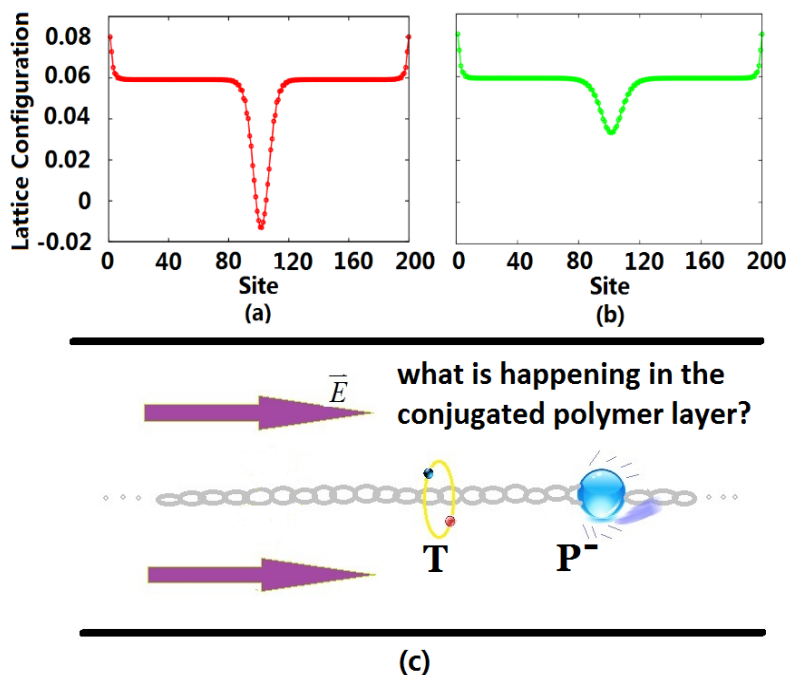 Lattice Configuration
0.08
0.06
0.04
0.02
0
-0.02
0 40 80 120 160 200
Site
(a)
0 40 80 120 160 200
Site
(b)
E
what is happening in the
conjugated polymer layer?
T
P-
(c)